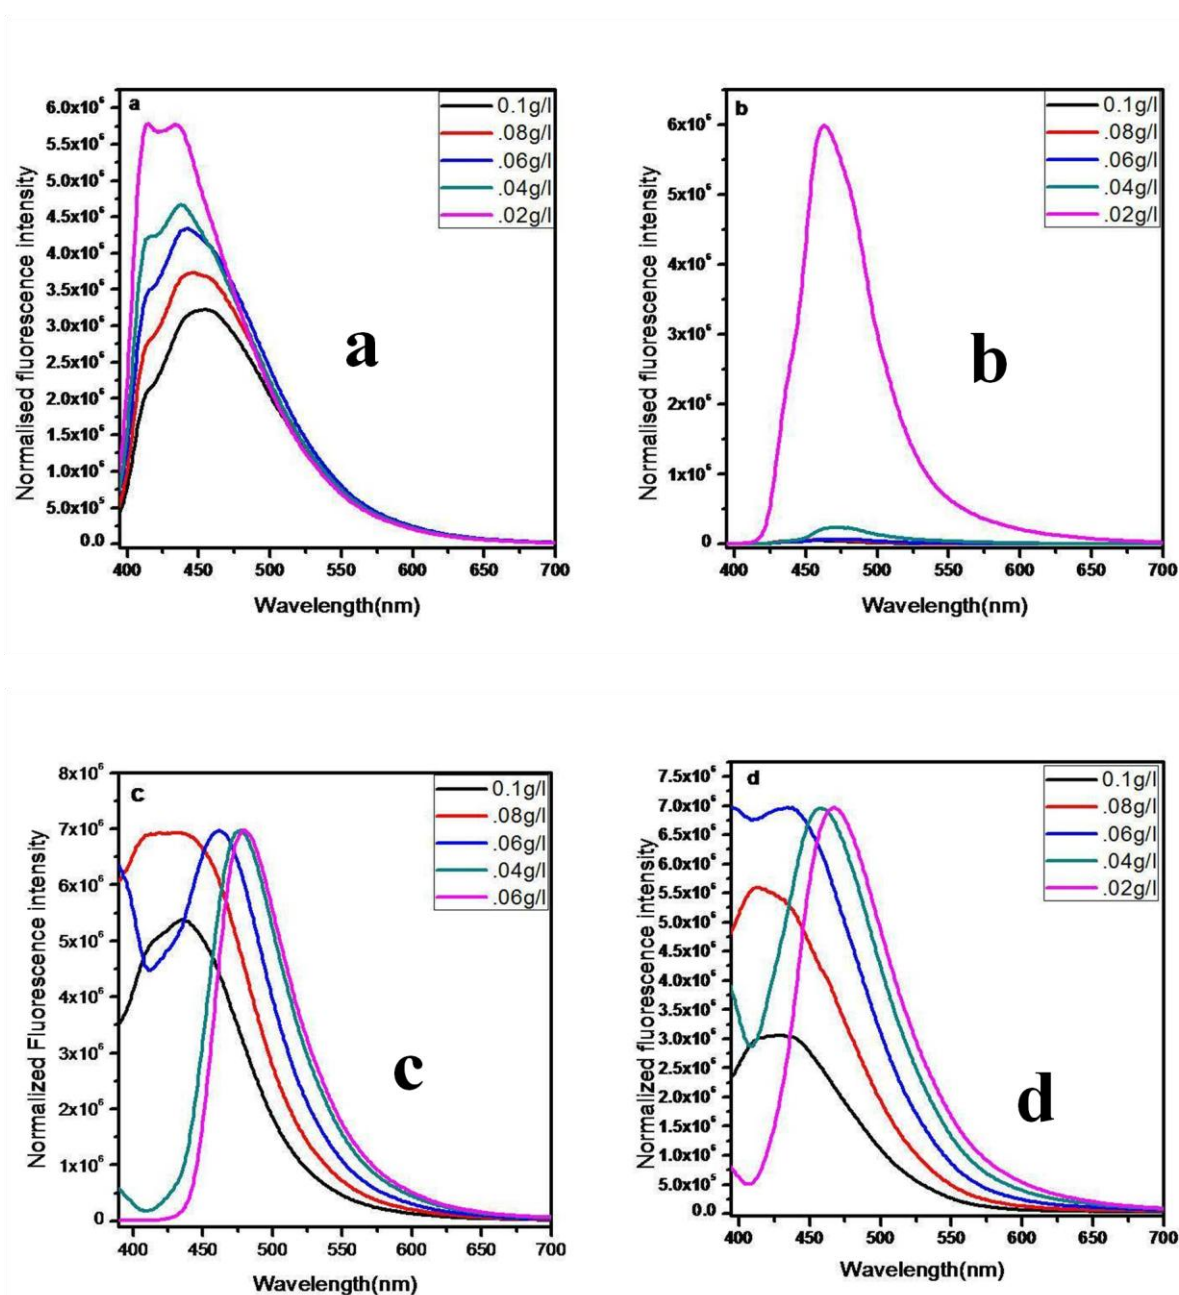 a
6.0x10⁶
5.5x10⁶
5.0x10⁶
4.5x10⁶
4.0x10⁶
3.5x10⁶
3.0x10⁶
2.5x10⁶
2.0x10⁶
1.5x10⁶
1.0x10⁶
5.0x10⁵
0.0
Normalised fluorescence intensity
0.1g/l
.08g/l
.06g/l
.04g/l
.02g/l
a
400 450 500 550 600 650 700
Wavelength(nm)
b
0
Normalised fluorescence intensity
0.1g/l
.08g/l
.06g/l
.04g/l
.02g/l
b
400 450 500 550 600 650 700
Wavelength(nm)
c
8x10⁶
7x10⁶
6x10⁶
5x10⁶
4x10⁶
3x10⁶
2x10⁶
1x10⁶
0
Normalized Fluorescence intensity
0.1g/l
.08g/l
.06g/l
.04g/l
.06g/l
c
400 450 500 550 600 650 700
Wavelength(nm)
d
7.5x10⁶
7.0x10⁶
6.5x10⁶
6.0x10⁶
5.5x10⁶
5.0x10⁶
4.5x10⁶
4.0x10⁶
3.5x10⁶
3.0x10⁶
2.5x10⁶
2.0x10⁶
1.5x10⁶
1.0x10⁶
5.0x10⁵
0.0
Normalized fluorescence intensity
0.1g/l
.08g/l
.06g/l
.04g/l
.02g/l
d
400 450 500 550 600 650 700
Wavelength(nm)